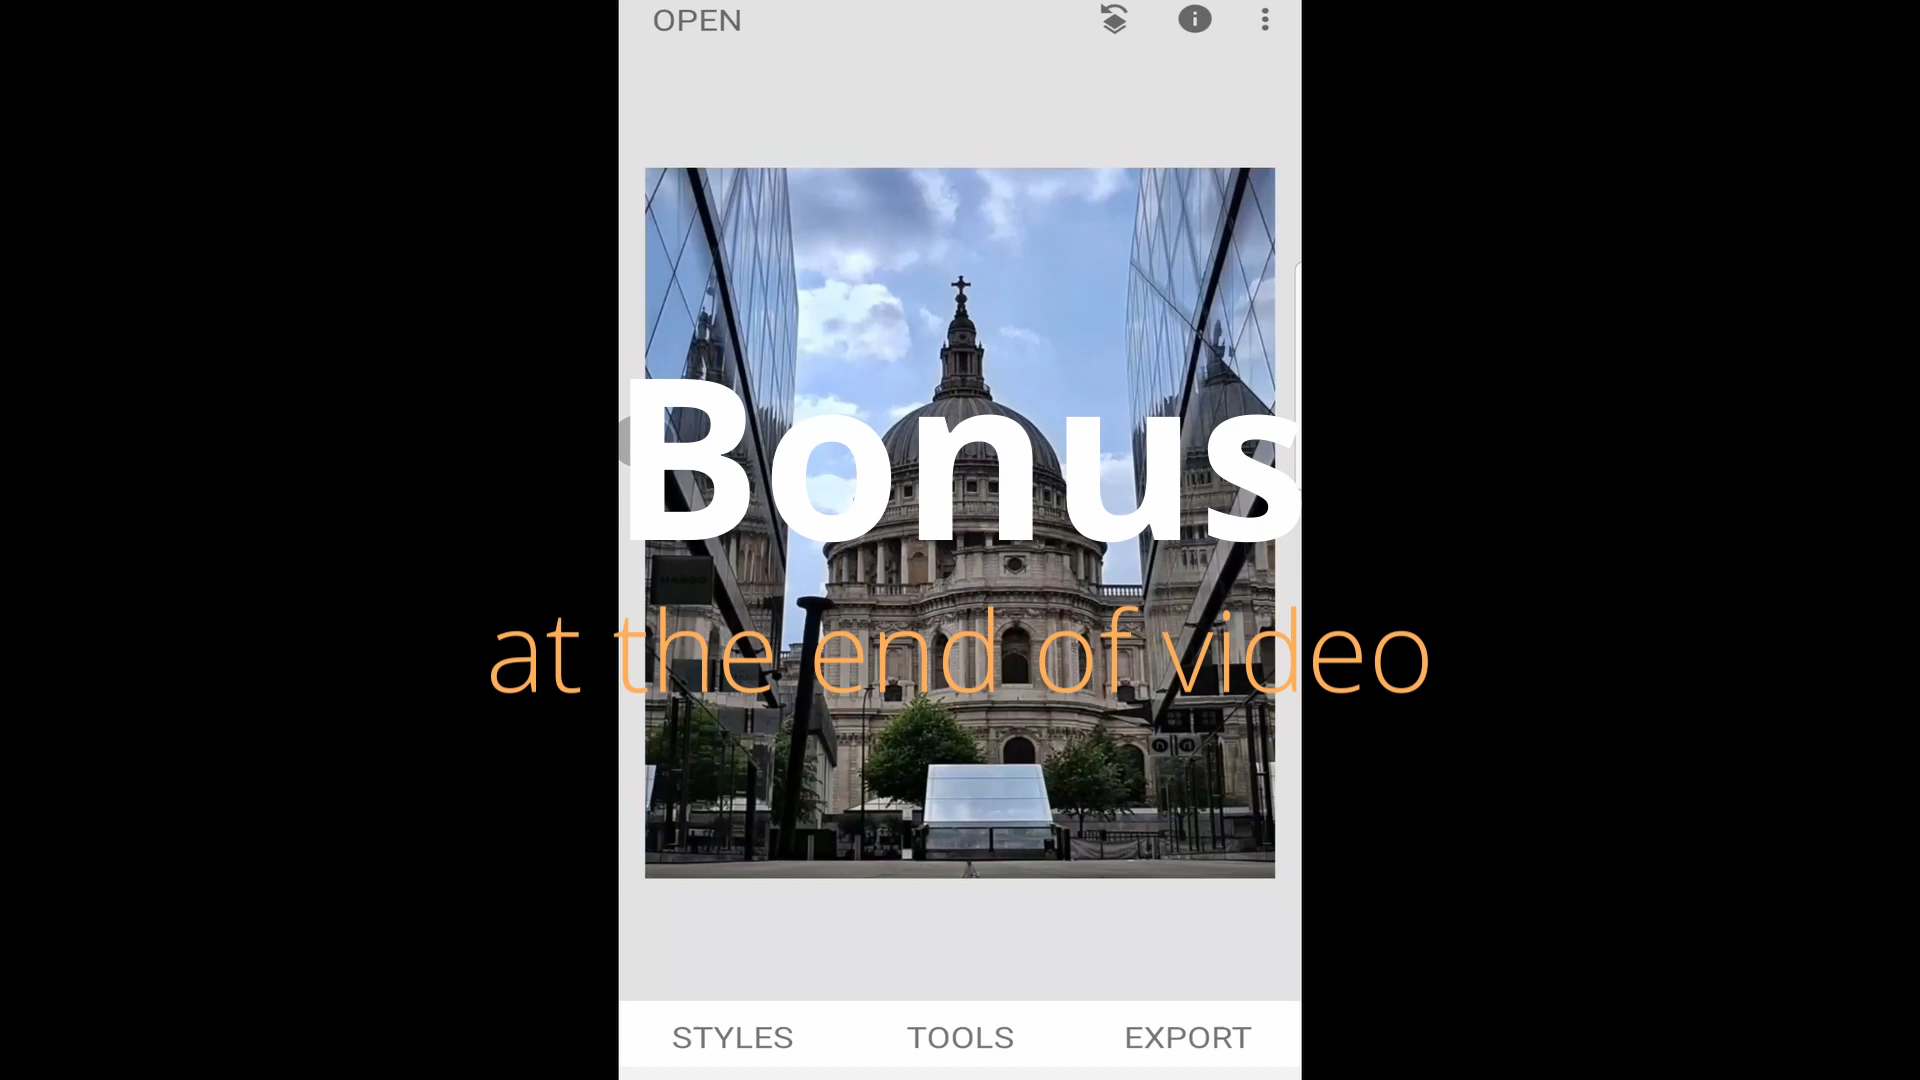 OPEN
Bonus
at the end of video
STYLES TOOLS EXPORT